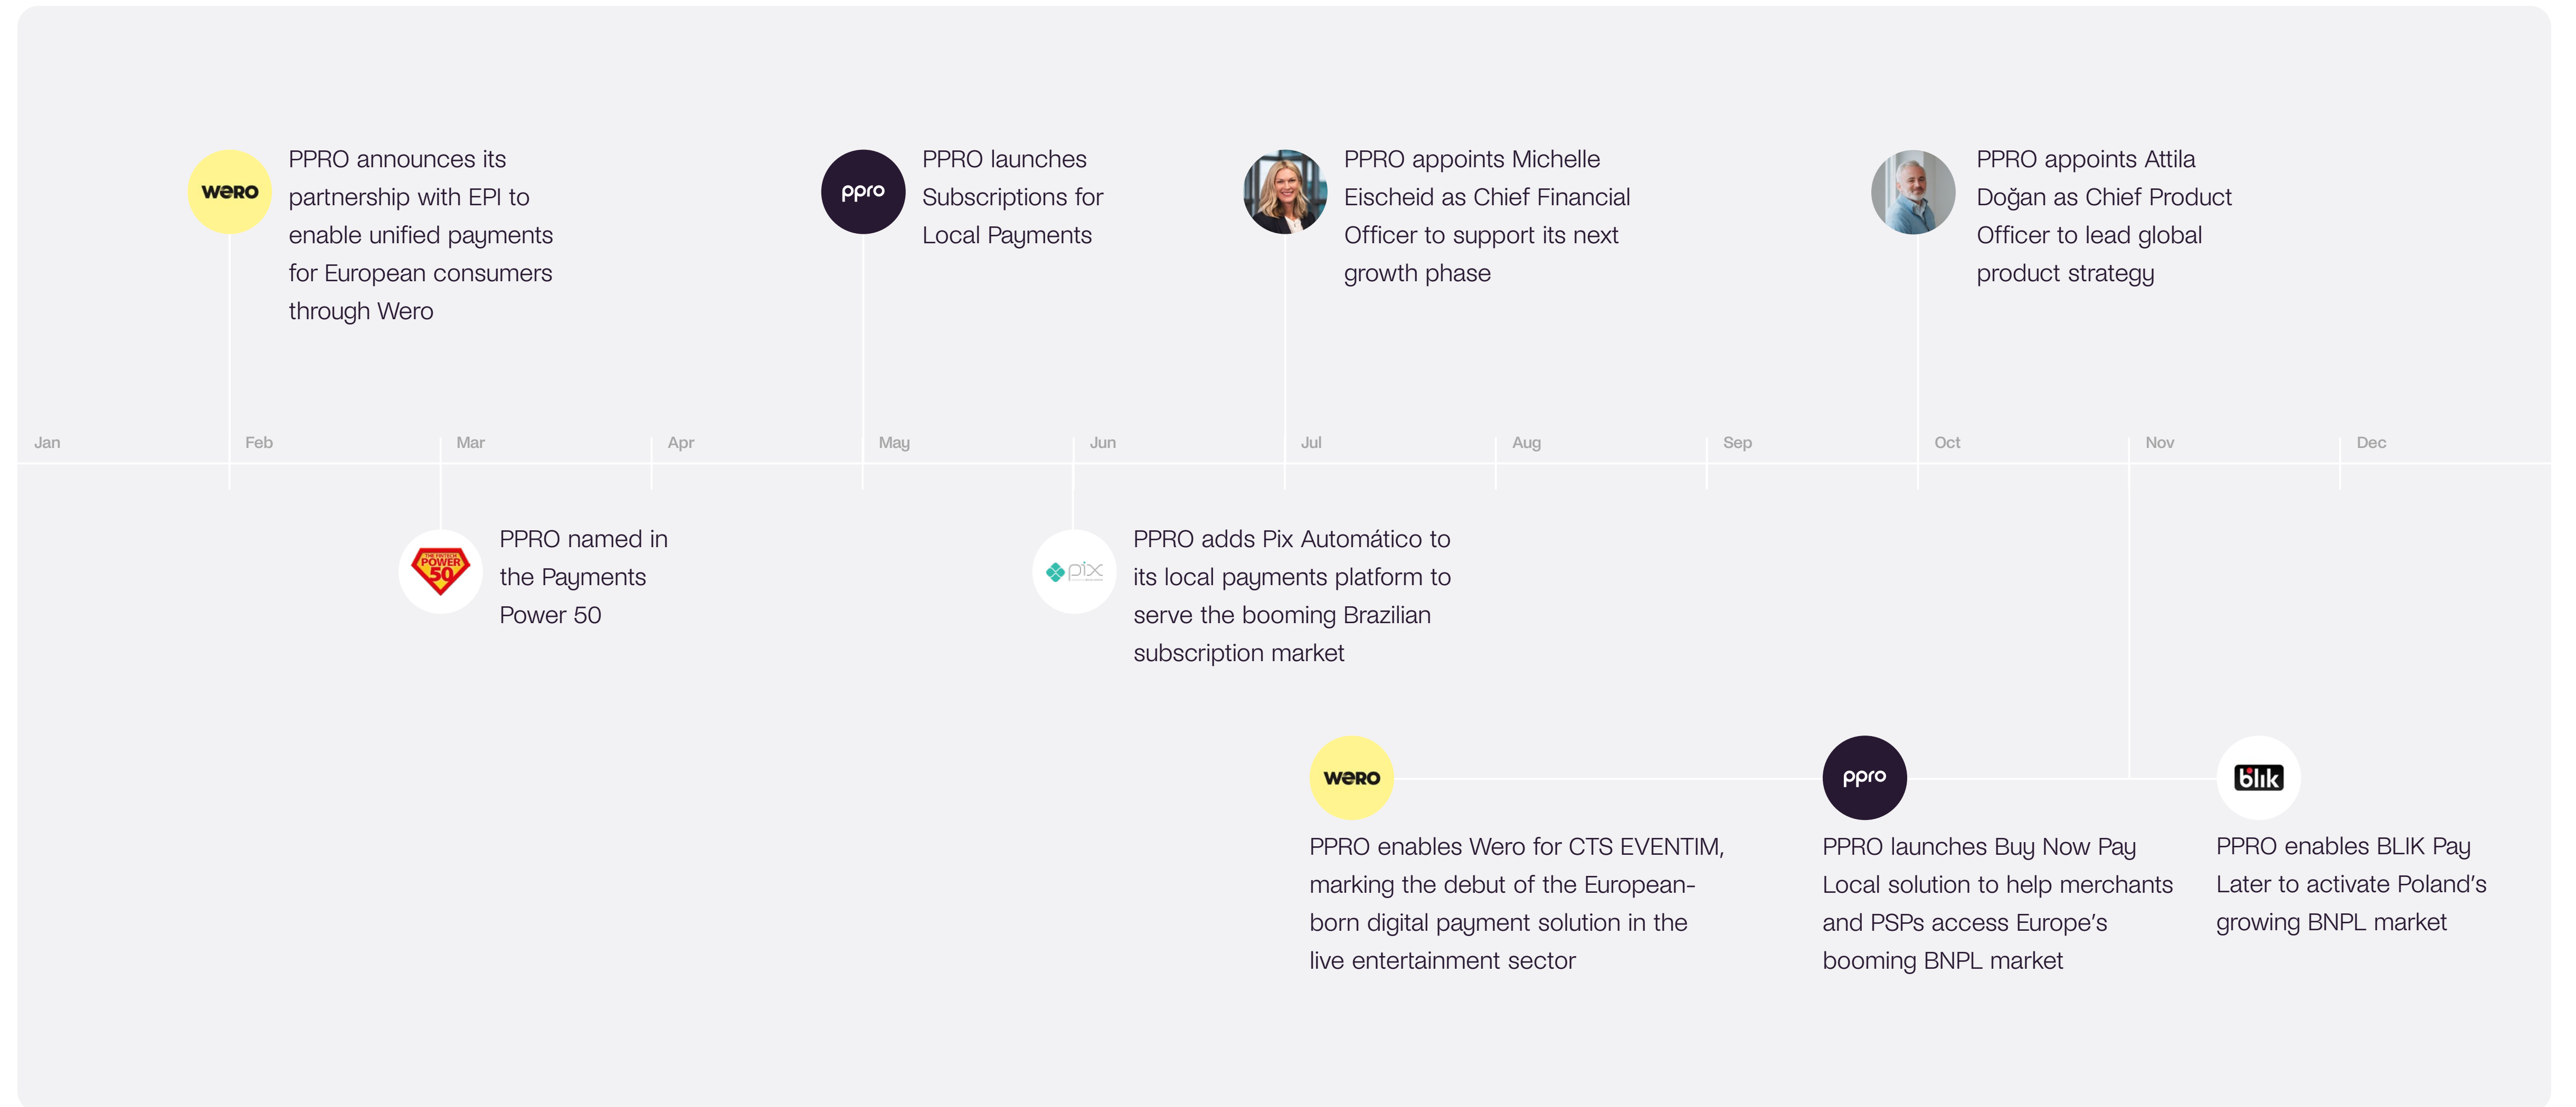 wero
PPRO announces its
partnership with EPI to
enable unified payments
for European consumers
through Wero
ppro
PPRO launches
Subscriptions for
Local Payments
PPRO appoints Michelle
Eischeid as Chief Financial
Officer to support its next
growth phase
PPRO appoints Attila
Doğan as Chief Product
Officer to lead global
product strategy
Jan
Feb
Mar
Apr
May
Jun
Jul
Aug
Sep
Oct
Nov
Dec
THE FINTECH
POWER
50
PPRO named in
the Payments
Power 50
pix
PPRO adds Pix Automático to
its local payments platform to
serve the booming Brazilian
subscription market
wero
PPRO enables Wero for CTS EVENTIM,
marking the debut of the European-
born digital payment solution in the
live entertainment sector
ppro
PPRO launches Buy Now Pay
Local solution to help merchants
and PSPs access Europe's
booming BNPL market
blik
PPRO enables BLIK Pay
Later to activate Poland's
growing BNPL market